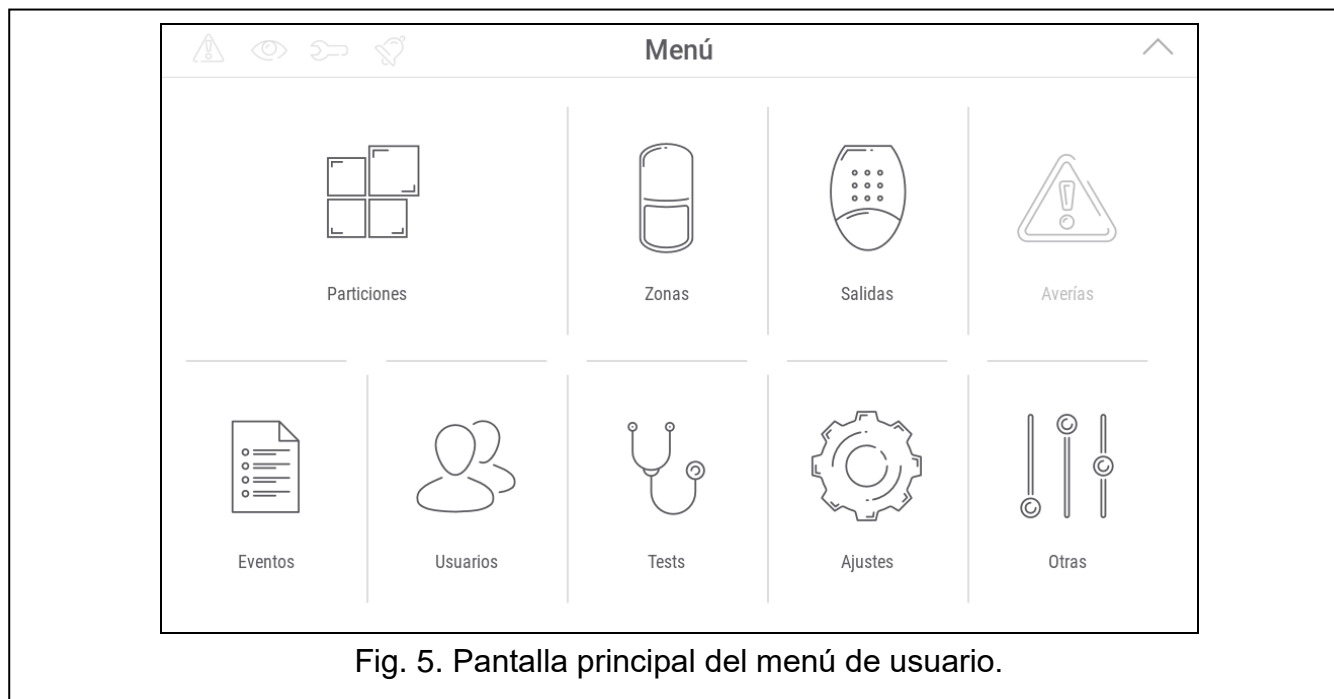 Menú
Particiones
Zonas
Salidas
Averías
Eventos
Usuarios
Tests
Ajustes
Otras
Fig. 5. Pantalla principal del menú de usuario.